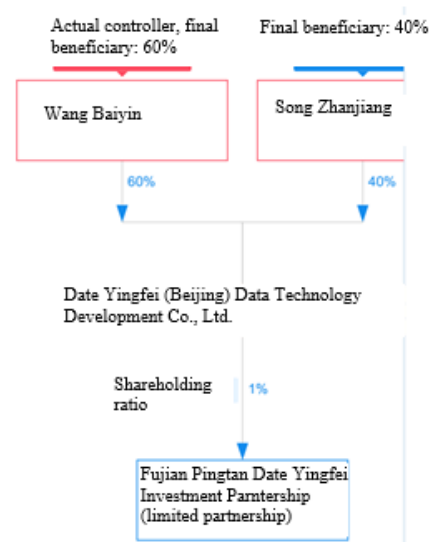 Actual controller, final
beneficiary: 60%
Final beneficiary: 40%
Wang Baiyin
Song Zhanjiang
60%
40%
Date Yingfei (Beijing) Data Technology
Development Co., Ltd.
Shareholding
ratio
1%
Fujian Pingtan Date Yingfei
Investment Parntership
(limited partnership)